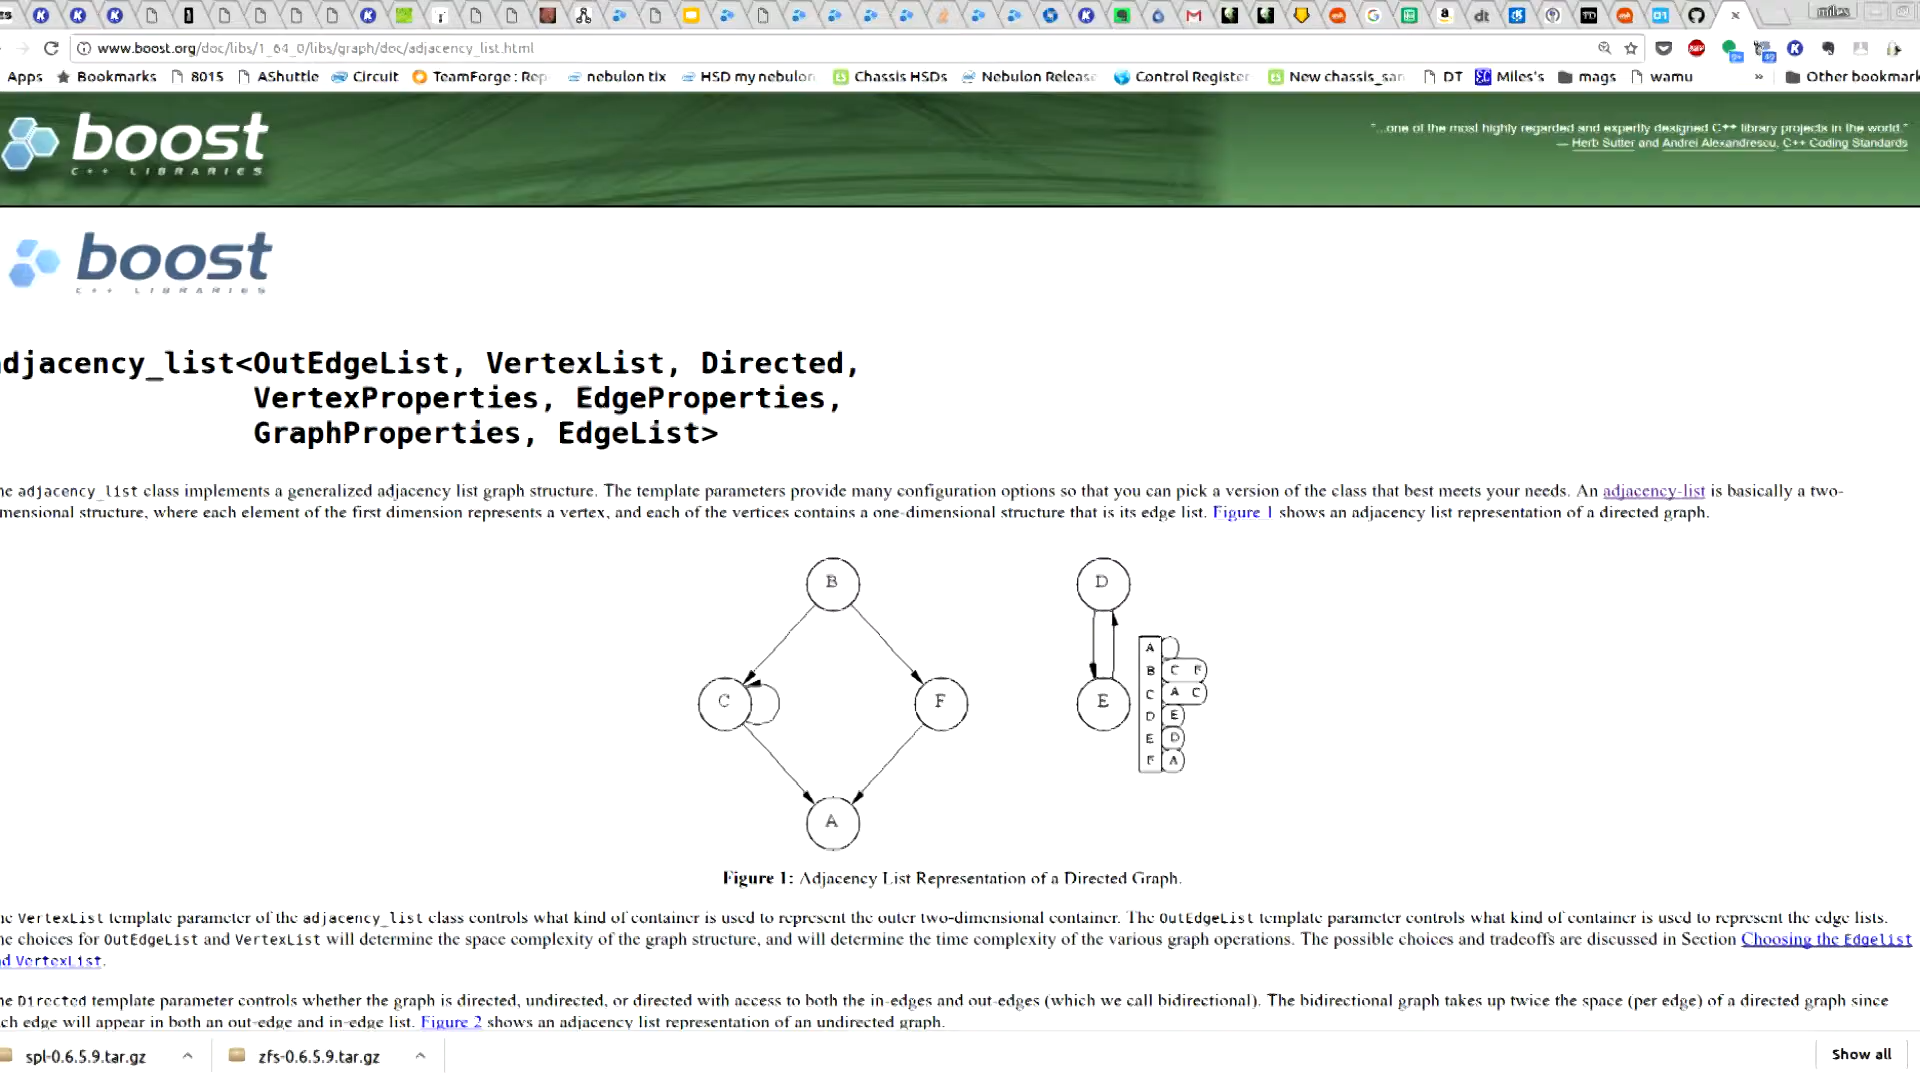 miles
www.boost.org/doc/libs/1_64_0/libs/graph/doc/adjacency_list.html
Apps Bookmarks 8015 AShuttle Circuit TeamForge : Rep nebulon tix HSD my nebulon Chassis HSDs Nebulon Release Control Register New chassis_san DT Miles's mags wamu » Other bookmark
boost
C++ LIBRARIES
"...one of the most highly regarded and expertly designed C++ library projects in the world."
— Herb Sutter and Andrei Alexandrescu, C++ Coding Standards
boost
C++ LIBRARIES
djacency_list<OutEdgeList, VertexList, Directed,
VertexProperties, EdgeProperties,
GraphProperties, EdgeList>
he adjacency_list class implements a generalized adjacency list graph structure. The template parameters provide many configuration options so that you can pick a version of the class that best meets your needs. An adjacency-list is basically a two-
mensional structure, where each element of the first dimension represents a vertex, and each of the vertices contains a one-dimensional structure that is its edge list. Figure 1 shows an adjacency list representation of a directed graph.
B
D
C
F
E
A
A
B C F
C A C
D E
E D
F A
Figure 1: Adjacency List Representation of a Directed Graph.
he VertexList template parameter of the adjacency_list class controls what kind of container is used to represent the outer two-dimensional container. The OutEdgeList template parameter controls what kind of container is used to represent the edge lists.
he choices for OutEdgeList and VertexList will determine the space complexity of the graph structure, and will determine the time complexity of the various graph operations. The possible choices and tradeoffs are discussed in Section Choosing the Edgelist
nd VertexList.
he Directed template parameter controls whether the graph is directed, undirected, or directed with access to both the in-edges and out-edges (which we call bidirectional). The bidirectional graph takes up twice the space (per edge) of a directed graph since
ch edge will appear in both an out-edge and in-edge list. Figure 2 shows an adjacency list representation of an undirected graph.
spl-0.6.5.9.tar.gz zfs-0.6.5.9.tar.gz Show all